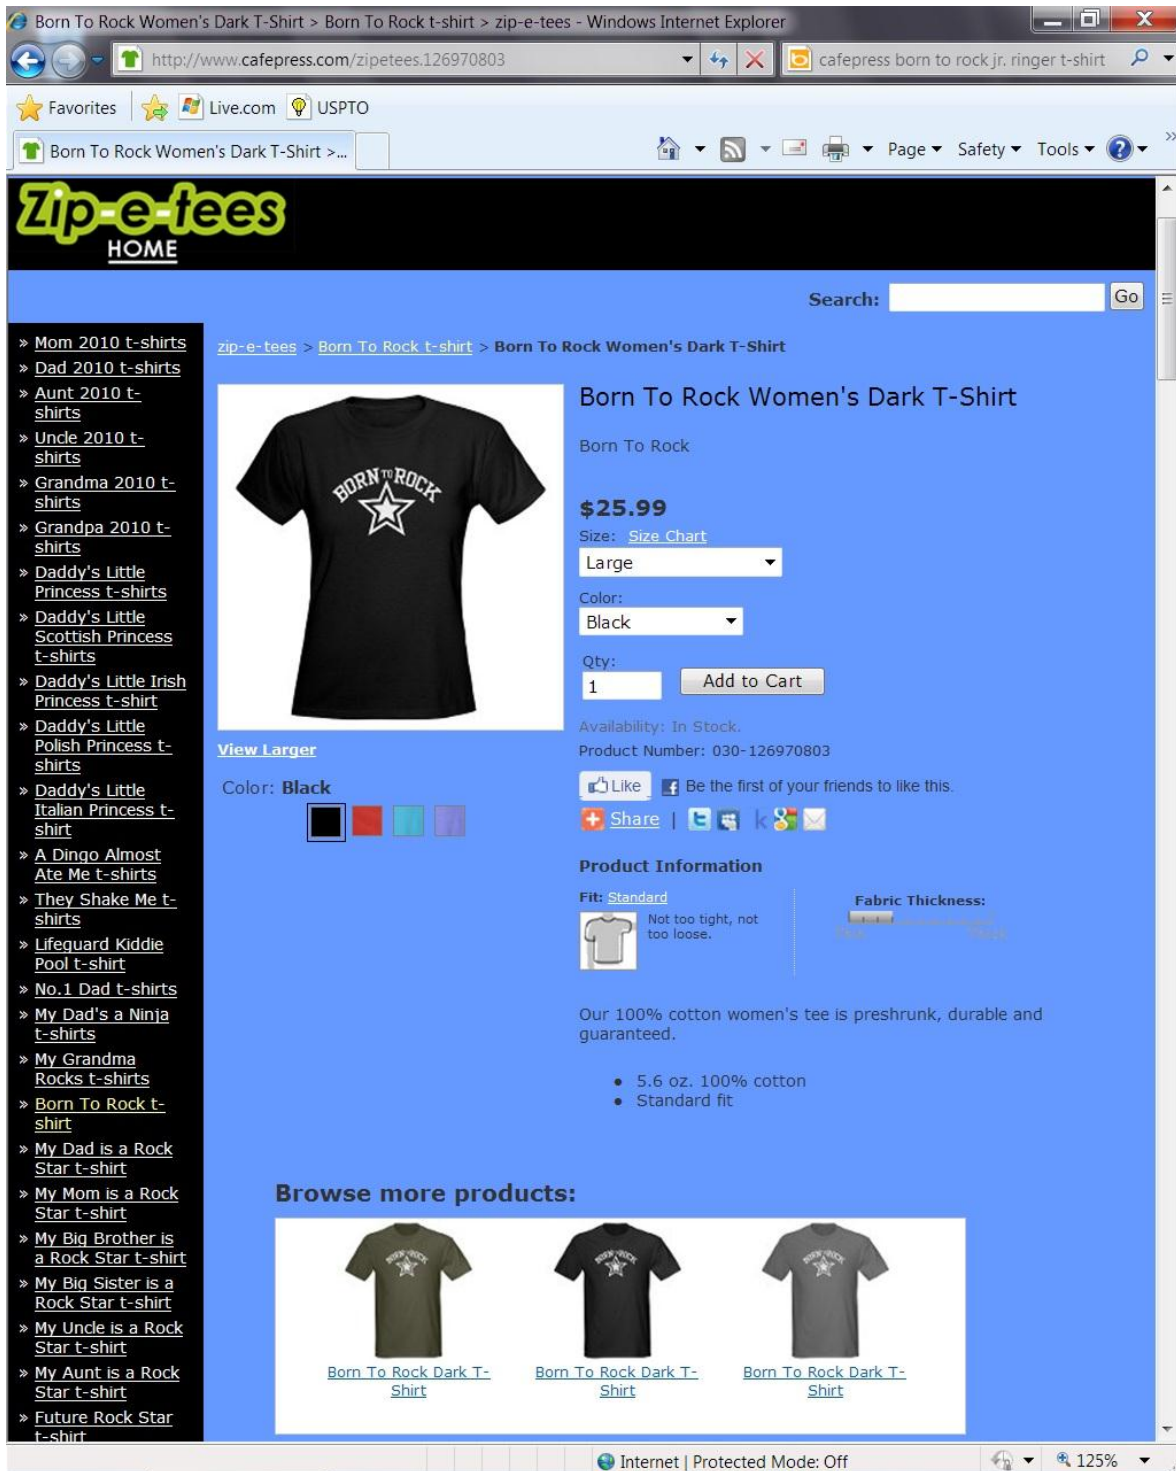 Born To Rock Women's Dark T-Shirt > Born To Rock t-shirt > zip-e-tees - Windows Internet Explorer
http://www.cafepress.com/zipetees.126970803
cafepress born to rock jr. ringer t-shirt
Favorites
Live.com
USPTO
Born To Rock Women's Dark T-Shirt >...
Page
Safety
Tools
Zip-e-tees
HOME
Search:
Go
» Mom 2010 t-shirts
» Dad 2010 t-shirts
» Aunt 2010 t-
shirts
» Uncle 2010 t-
shirts
» Grandma 2010 t-
shirts
» Grandpa 2010 t-
shirts
» Daddy's Little
Princess t-shirts
» Daddy's Little
Scottish Princess
t-shirts
» Daddy's Little Irish
Princess t-shirt
» Daddy's Little
Polish Princess t-
shirts
» Daddy's Little
Italian Princess t-
shirt
» A Dingo Almost
Ate Me t-shirts
» They Shake Me t-
shirts
» Lifeguard Kiddie
Pool t-shirt
» No.1 Dad t-shirts
» My Dad's a Ninja
t-shirts
» My Grandma
Rocks t-shirts
» Born To Rock t-
shirt
» My Dad is a Rock
Star t-shirt
» My Mom is a Rock
Star t-shirt
» My Big Brother is
a Rock Star t-shirt
» My Big Sister is a
Rock Star t-shirt
» My Uncle is a Rock
Star t-shirt
» My Aunt is a Rock
Star t-shirt
» Future Rock Star
t-shirt
zip-e-tees > Born To Rock t-shirt > Born To Rock Women's Dark T-Shirt
BORN TO ROCK
View Larger
Color: Black
Born To Rock Women's Dark T-Shirt
Born To Rock
$25.99
Size: Size Chart
Large
Color:
Black
Qty:
1
Add to Cart
Availability: In Stock.
Product Number: 030-126970803
Like
Be the first of your friends to like this.
Share |
Product Information
Fit: Standard
Not too tight, not
too loose.
Fabric Thickness:
Our 100% cotton women's tee is preshrunk, durable and
guaranteed.
• 5.6 oz. 100% cotton
• Standard fit
Browse more products:
BORN TO ROCK
BORN TO ROCK
BORN TO ROCK
Born To Rock Dark T-
Shirt
Born To Rock Dark T-
Shirt
Born To Rock Dark T-
Shirt
Internet | Protected Mode: Off
125%